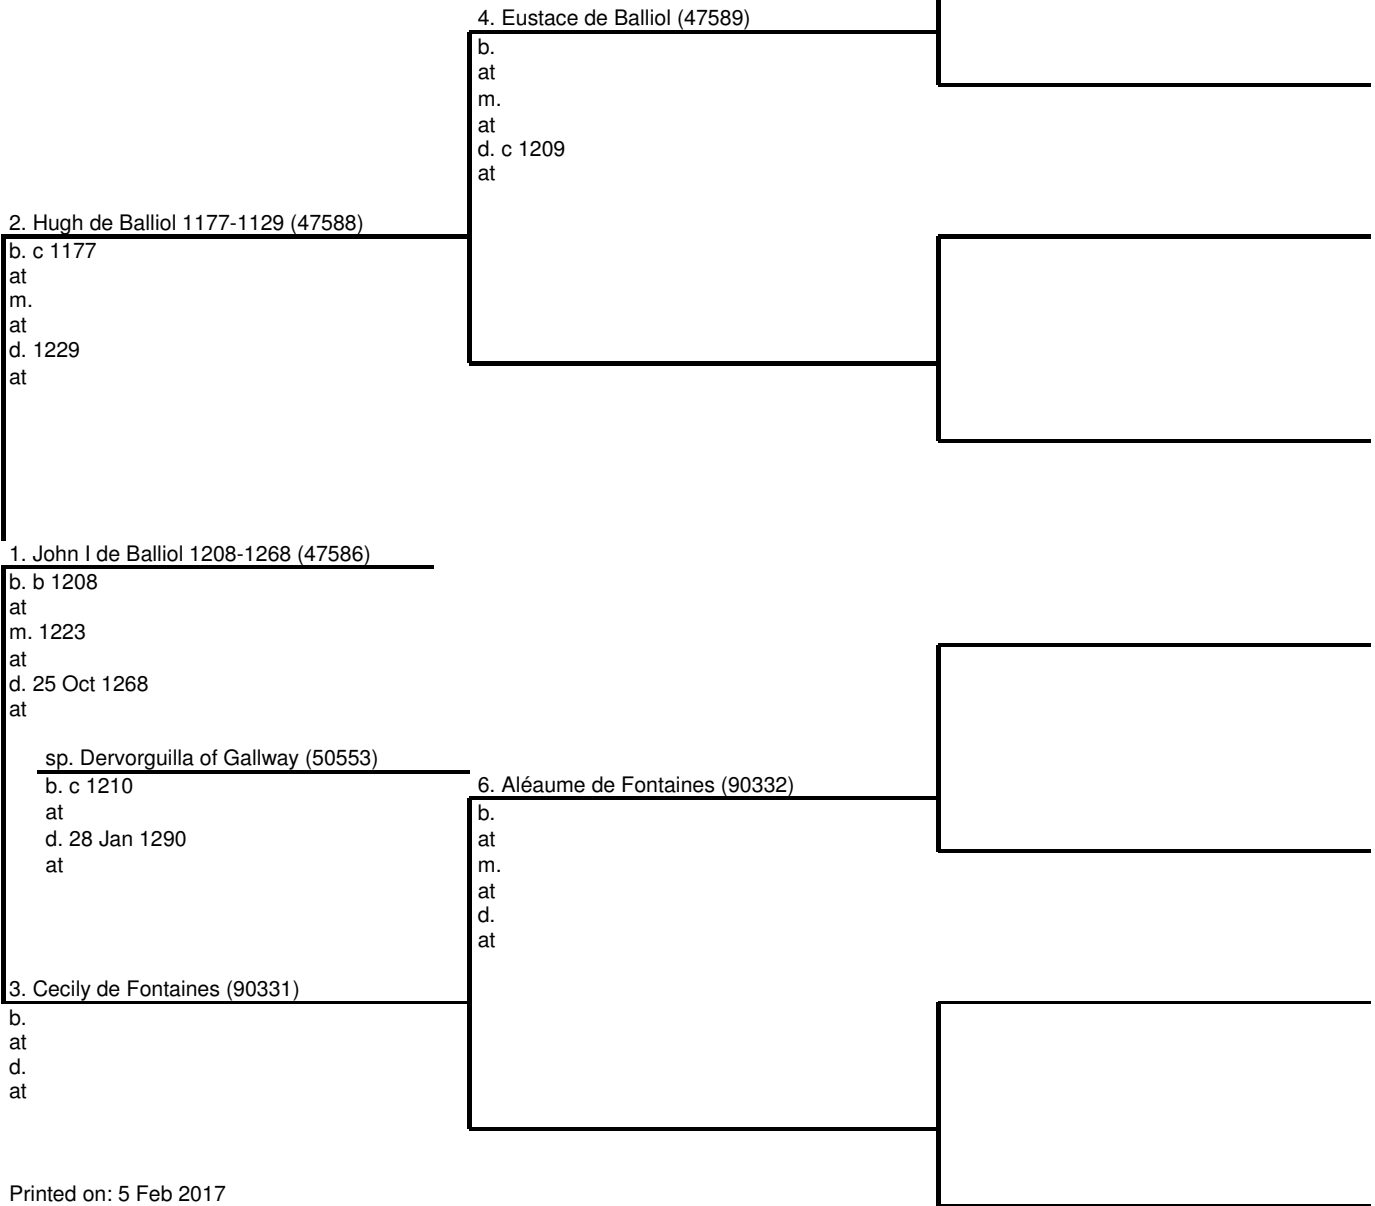 4. Eustace de Balliol (47589)
b.
at
m.
at
d. c 1209
at
2. Hugh de Balliol 1177-1129 (47588)
b. c 1177
at
m.
at
d. 1229
at
1. John I de Balliol 1208-1268 (47586)
b. b 1208
at
m. 1223
at
d. 25 Oct 1268
at
sp. Dervorguilla of Gallway (50553)
b. c 1210
at
d. 28 Jan 1290
at
6. Aléaume de Fontaines (90332)
b.
at
m.
at
d.
at
3. Cecily de Fontaines (90331)
b.
at
d.
at
Printed on: 5 Feb 2017